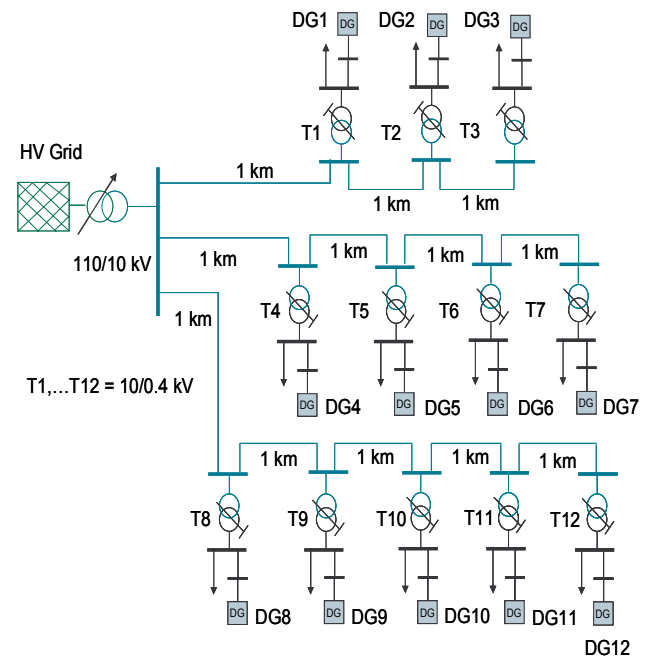 DG1 DG DG2 DG DG3 DG
T1 T2 T3
HV Grid
1 km
1 km 1 km
110/10 kV
1 km 1 km 1 km 1 km
T4 T5 T6 T7
1 km
T1,...T12 = 10/0.4 kV
DG DG4 DG DG5 DG DG6 DG DG7
1 km 1 km 1 km 1 km
T8 T9 T10 T11 T12
DG DG8 DG DG9 DG DG10 DG DG11 DG
DG12